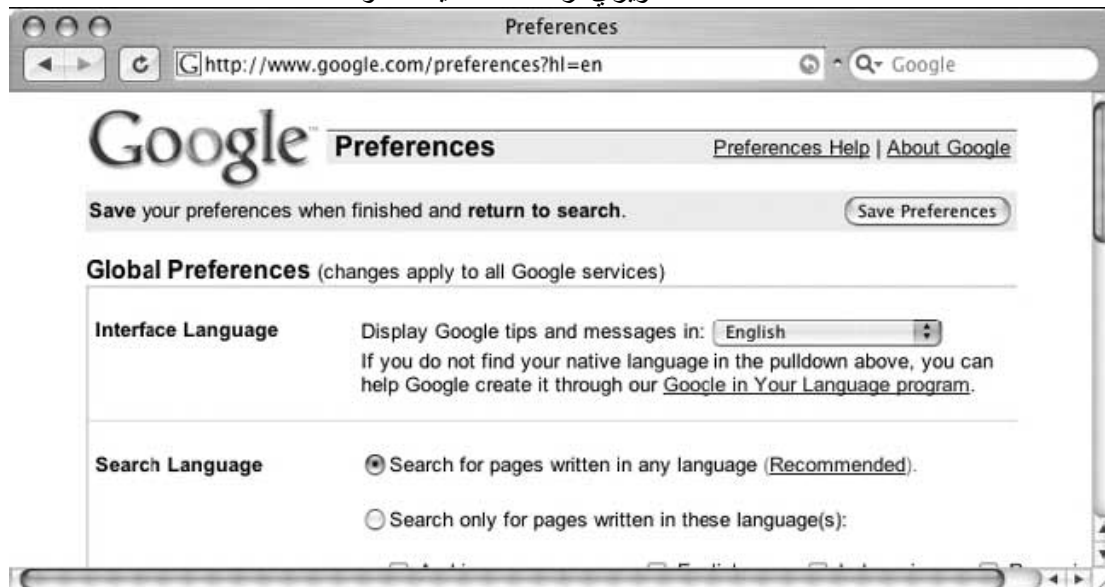 Preferences
G http://www.google.com/preferences?hl=en Q Google
Google™ Preferences Preferences Help | About Google
Save your preferences when finished and return to search. Save Preferences
Global Preferences (changes apply to all Google services)
Interface Language Display Google tips and messages in: English
If you do not find your native language in the pulldown above, you can
help Google create it through our Google in Your Language program.
Search Language Search for pages written in any language (Recommended).
Search only for pages written in these language(s):